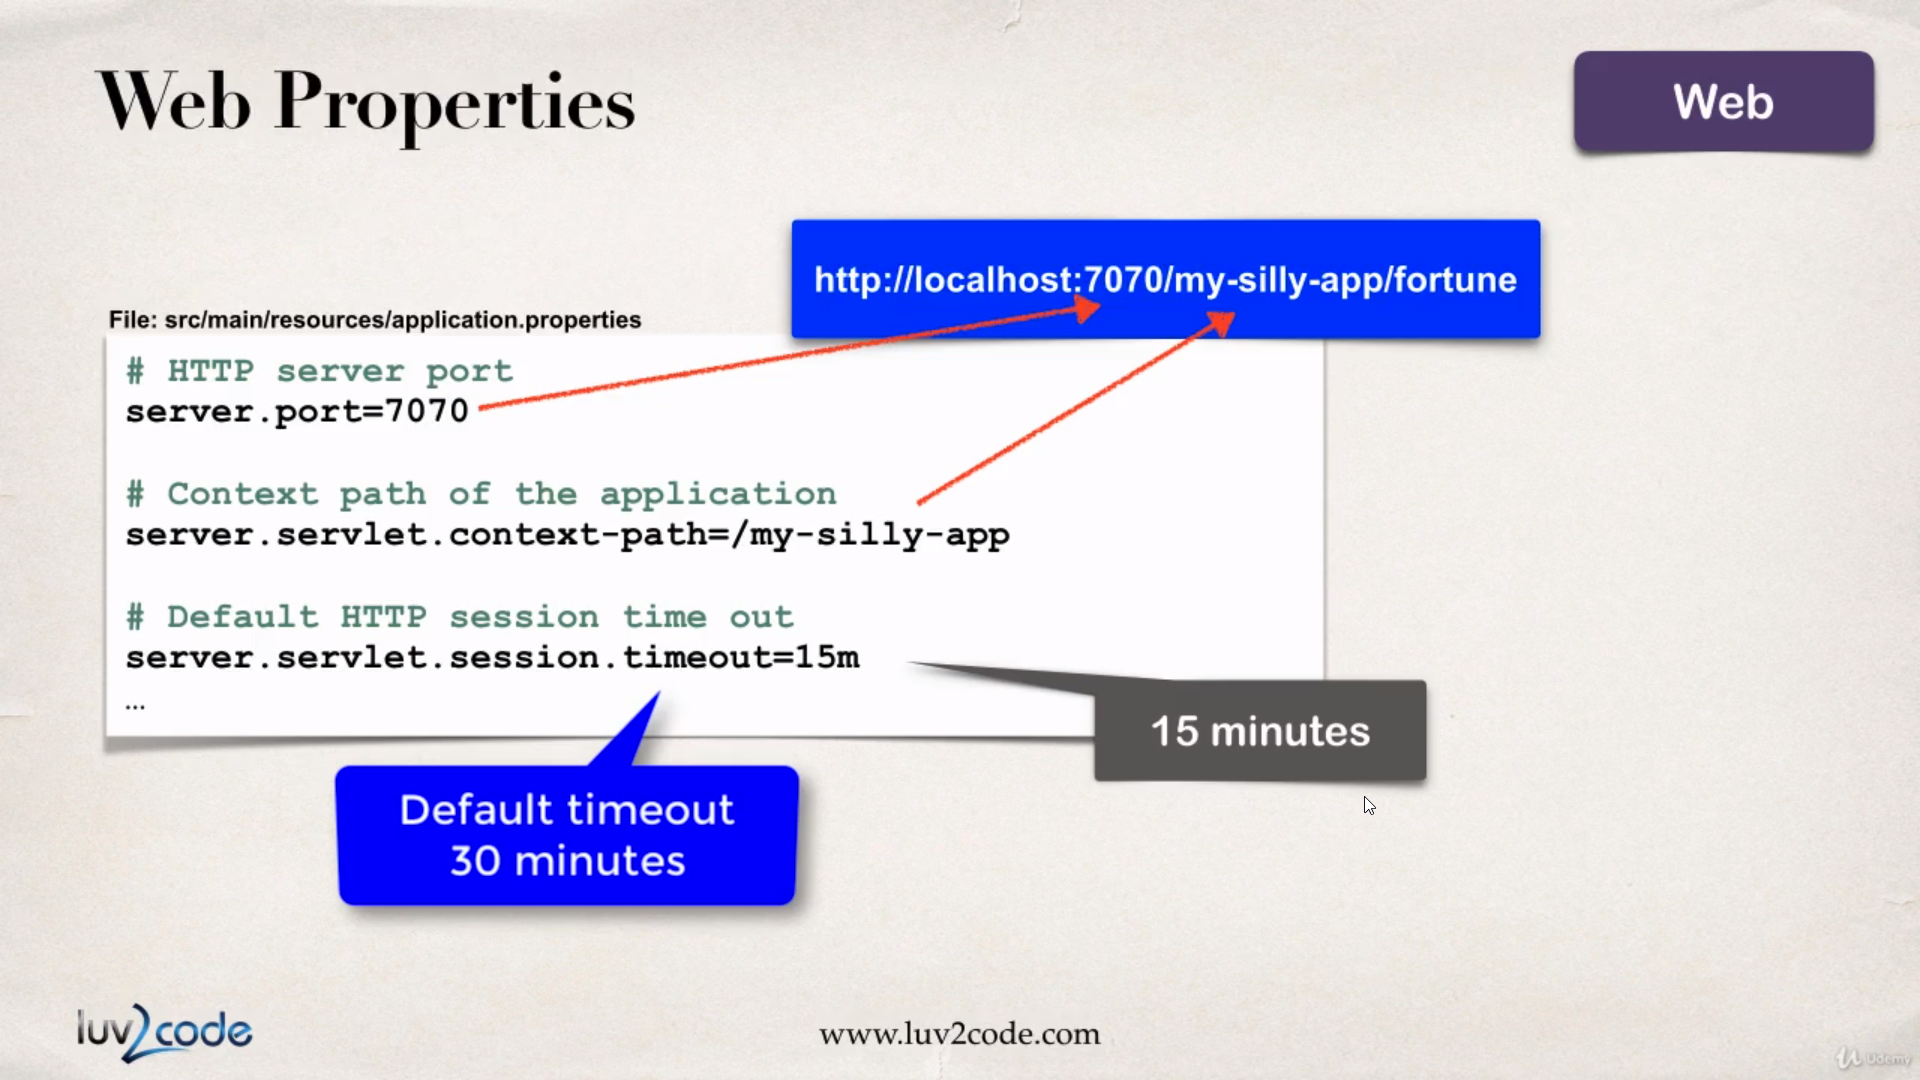 Web Properties
Web
http://localhost:7070/my-silly-app/fortune
File: src/main/resources/application.properties
# HTTP server port
server.port=7070
# Context path of the application
server.servlet.context-path=/my-silly-app
# Default HTTP session time out
server.servlet.session.timeout=15m
...
15 minutes
Default timeout
30 minutes
luv2code
www.luv2code.com
Udemy